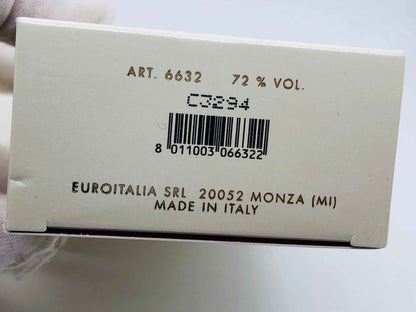 ART. 6632 72 % VOL.
C3294
8 011003 066322
EUROITALIA SRL 20052 MONZA (MI)
MADE IN ITALY